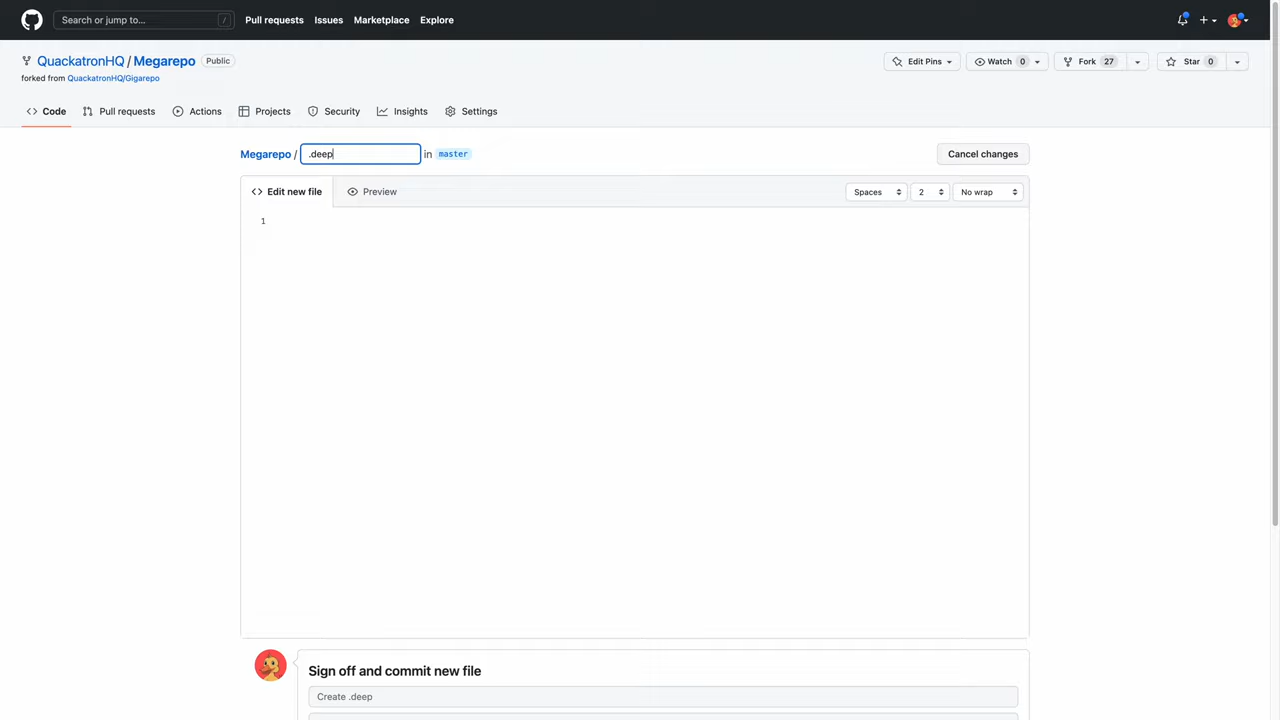 Search or jump to... /
Pull requests
Issues
Marketplace
Explore
QuackatronHQ / Megarepo
Public
forked from QuackatronHQ/Gigarepo
Edit Pins
Watch 0
Fork 27
Star 0
Code
Pull requests
Actions
Projects
Security
Insights
Settings
Megarepo / .deep in master
Cancel changes
Edit new file
Preview
Spaces
2
No wrap
1
Sign off and commit new file
Create .deep